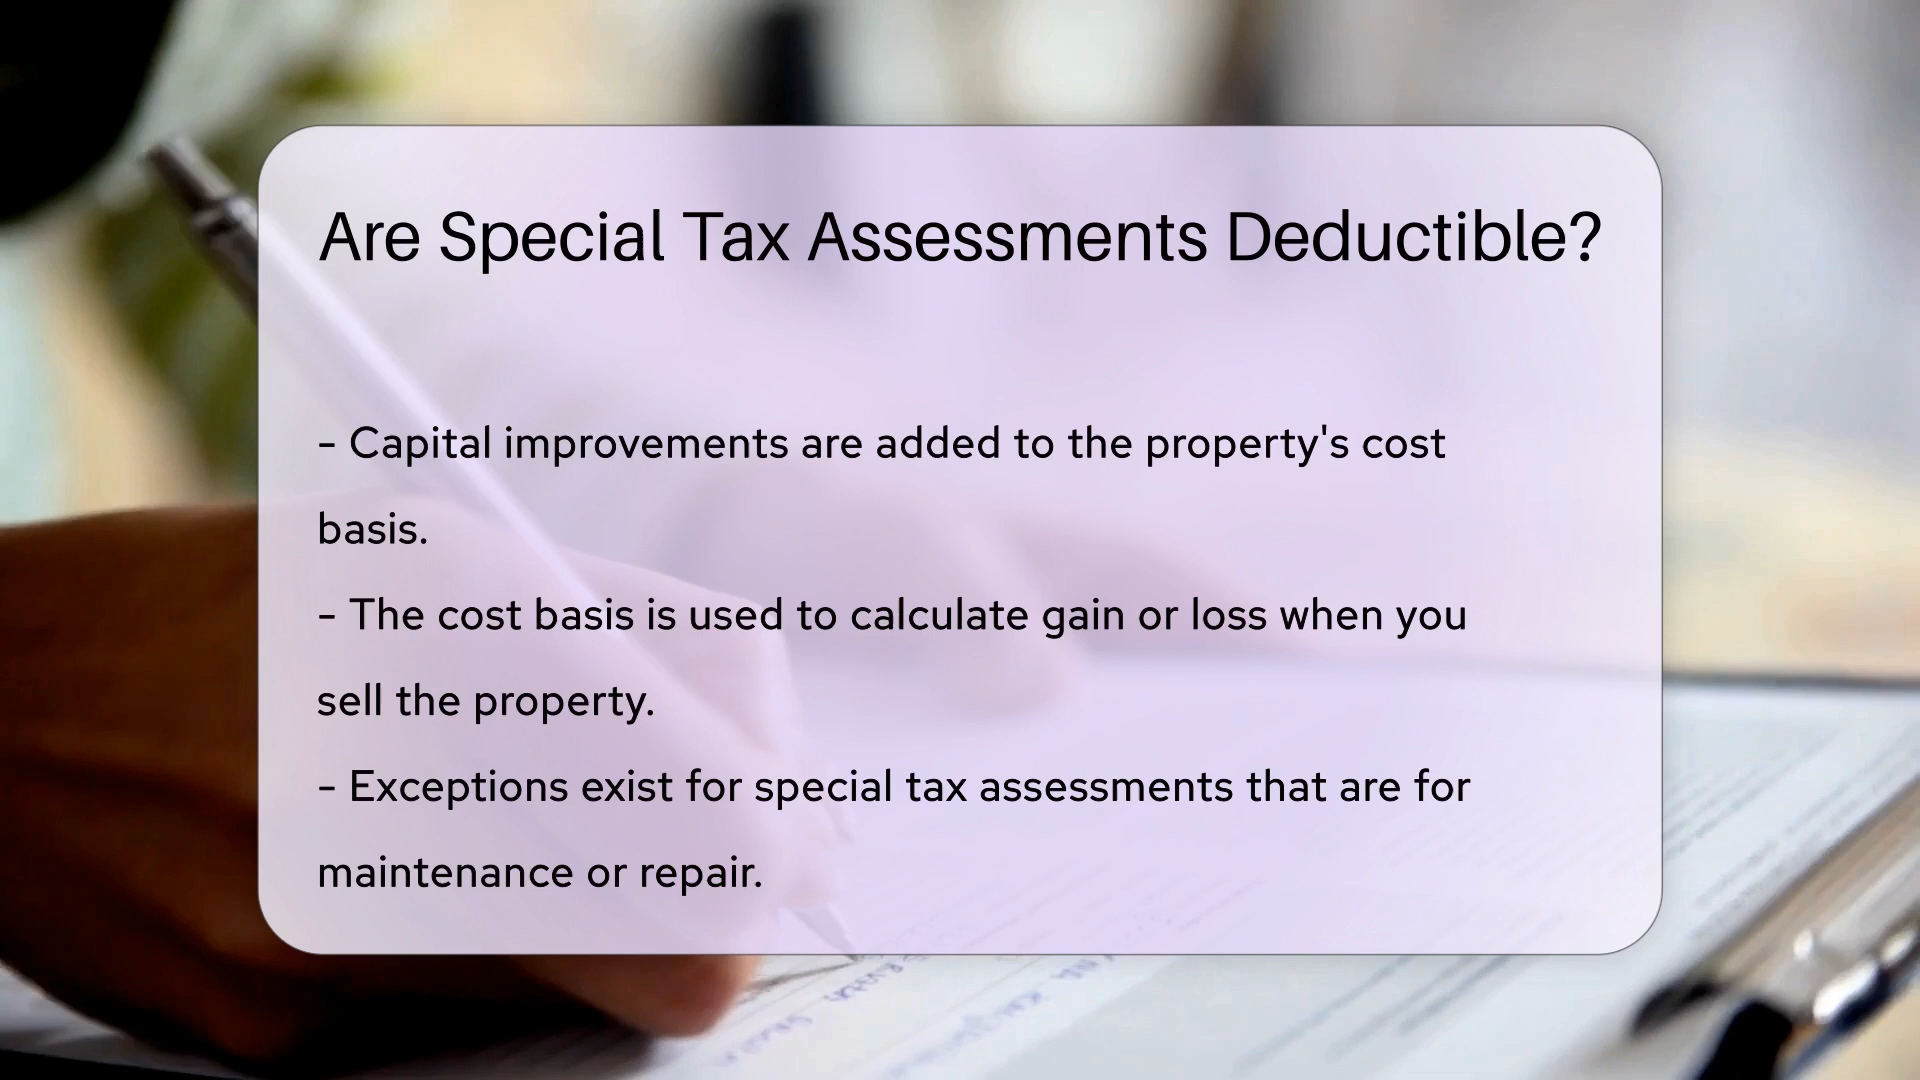 Are Special Tax Assessments Deductible?
- Capital improvements are added to the property's cost
basis.
- The cost basis is used to calculate gain or loss when you
sell the property.
- Exceptions exist for special tax assessments that are for
maintenance or repair.